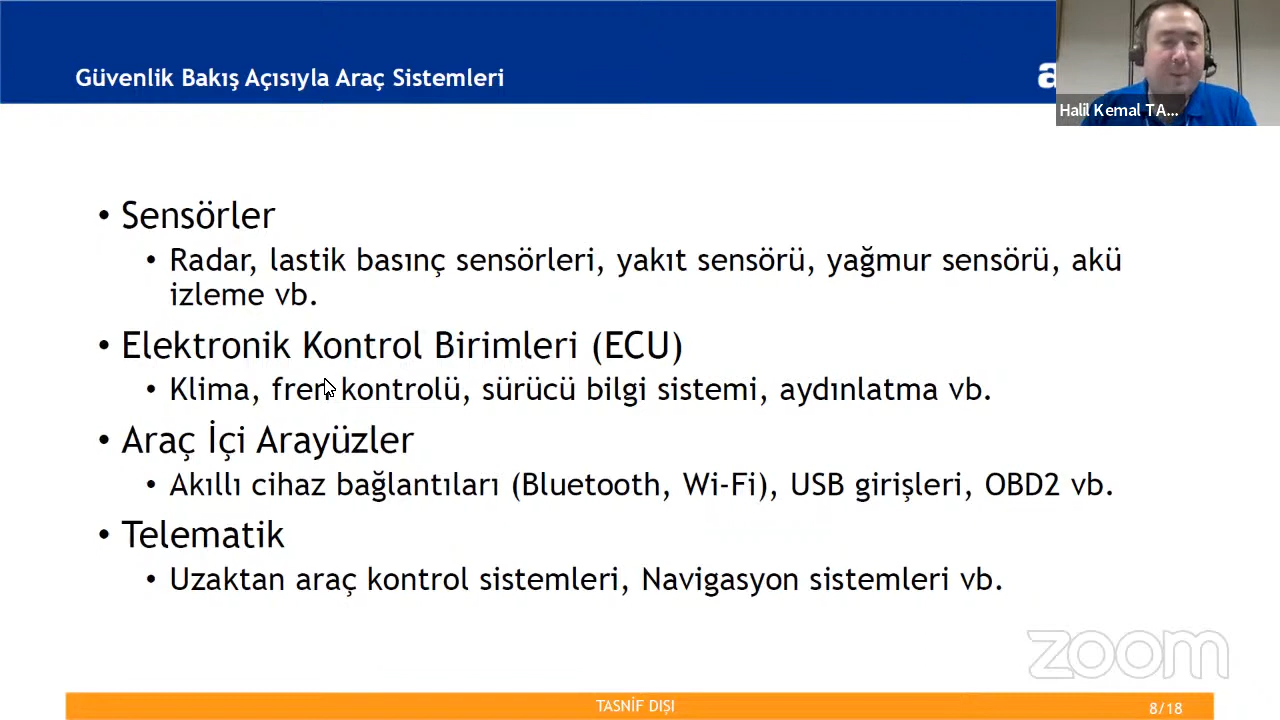 Güvenlik Bakış Açısıyla Araç Sistemleri
a
Halil Kemal TA...
• Sensörler
• Radar, lastik basınç sensörleri, yakıt sensörü, yağmur sensörü, akü
izleme vb.
• Elektronik Kontrol Birimleri (ECU)
• Klima, fren kontrolü, sürücü bilgi sistemi, aydınlatma vb.
• Araç İçi Arayüzler
• Akıllı cihaz bağlantıları (Bluetooth, Wi-Fi), USB girişleri, OBD2 vb.
• Telematik
• Uzaktan araç kontrol sistemleri, Navigasyon sistemleri vb.
zoom
TASNİF DIŞI
8/18